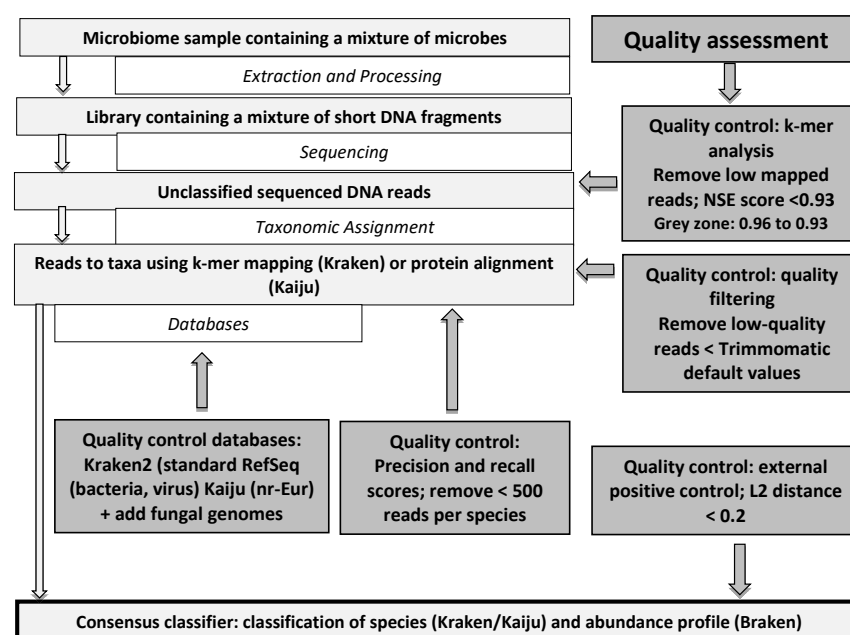 Microbiome sample containing a mixture of microbes
Extraction and Processing
Library containing a mixture of short DNA fragments
Sequencing
Unclassified sequenced DNA reads
Taxonomic Assignment
Reads to taxa using k-mer mapping (Kraken) or protein alignment
(Kaiju)
Databases
Quality assessment
Quality control: k-mer
analysis
Remove low mapped
reads; NSE score <0.93
Grey zone: 0.96 to 0.93
Quality control: quality
filtering
Remove low-quality
reads < Trimmomatic
default values
Quality control databases:
Kraken2 (standard RefSeq
(bacteria, virus) Kaiju (nr-Eur)
+ add fungal genomes
Quality control:
Precision and recall
scores; remove < 500
reads per species
Quality control: external
positive control; L2 distance
< 0.2
Consensus classifier: classification of species (Kraken/Kaiju) and abundance profile (Braken)